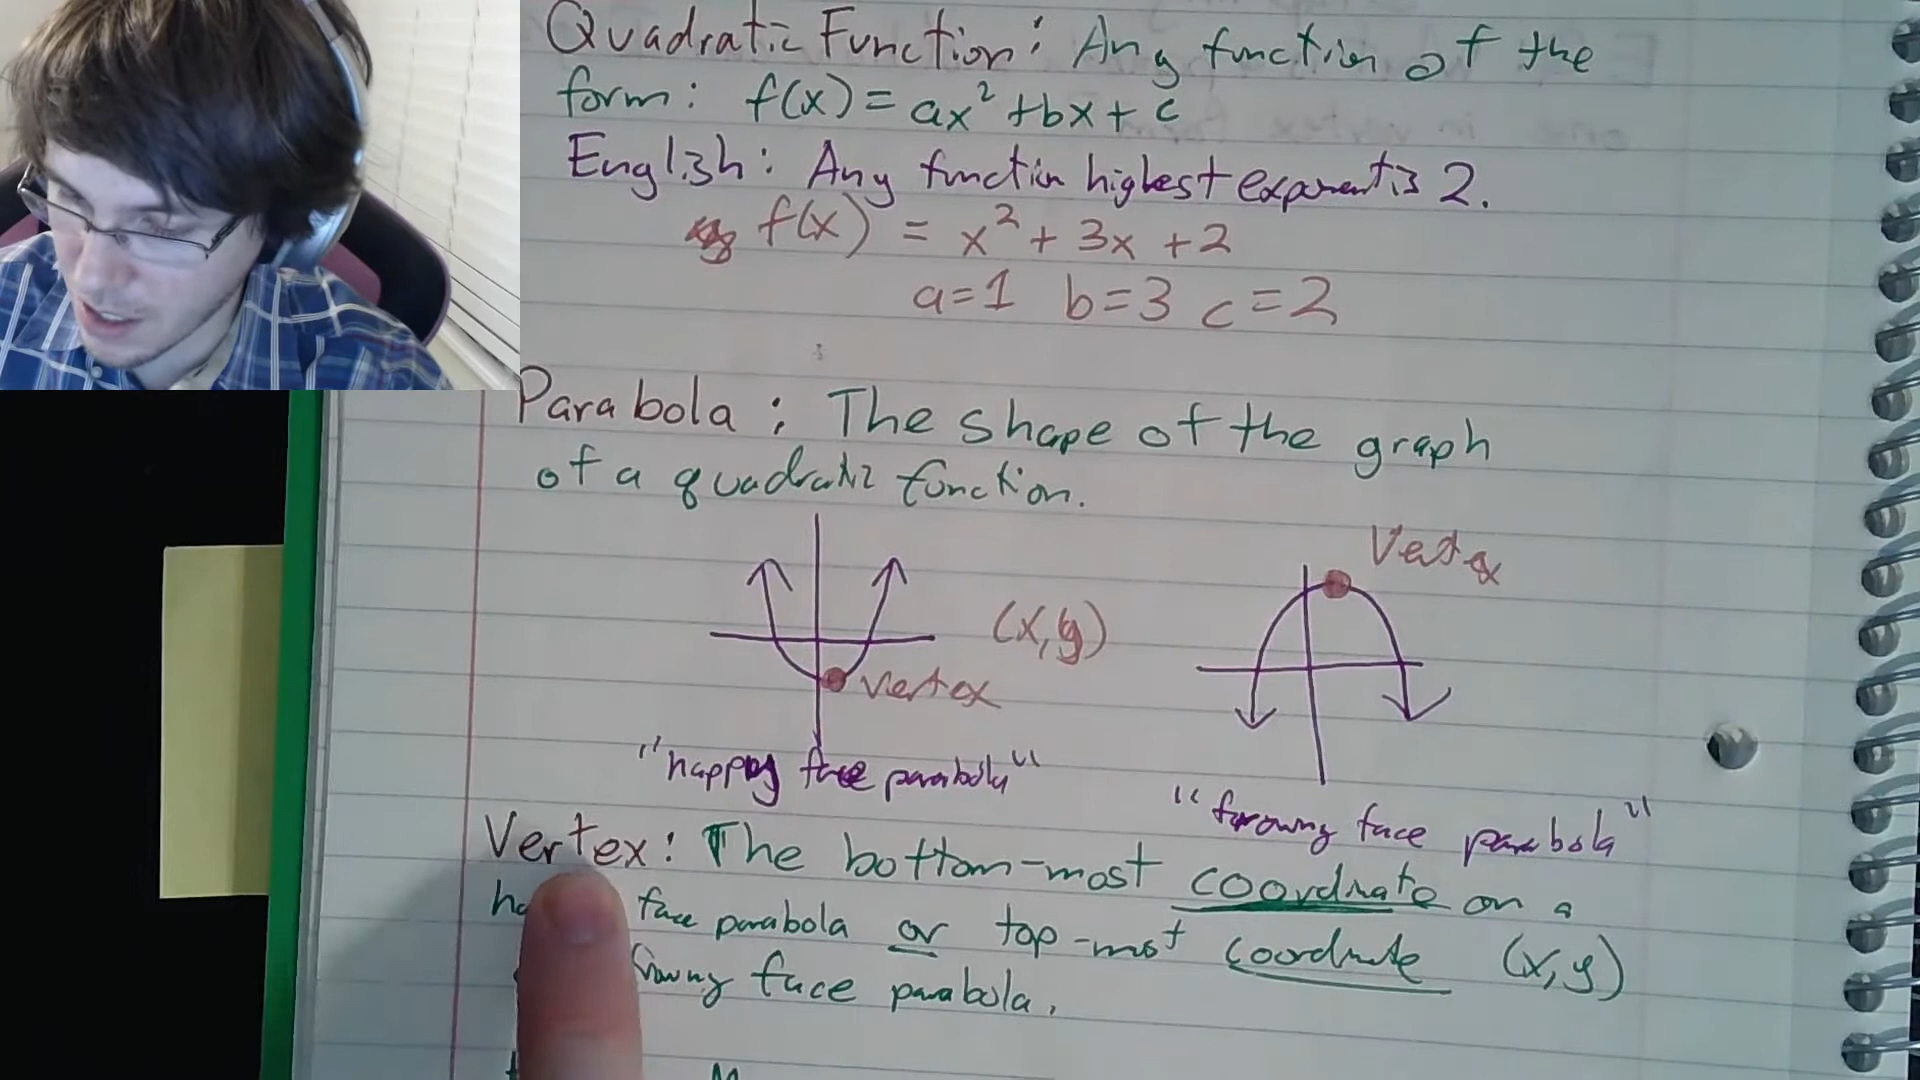 Quadratic Function: Any function of the
form: f(x) = ax² + bx + c
English: Any function highest exponent is 2.
f(x) = x² + 3x + 2
a=1 b=3 c=2
Parabola: The shape of the graph
of a quadratic function.
Vertex
(x,y)
vertex
"happy face parabola"
"frowny face parabola"
Vertex: The bottom-most coordinate on a
face parabola or top-most coordinate (x,y)
frowny face parabola.